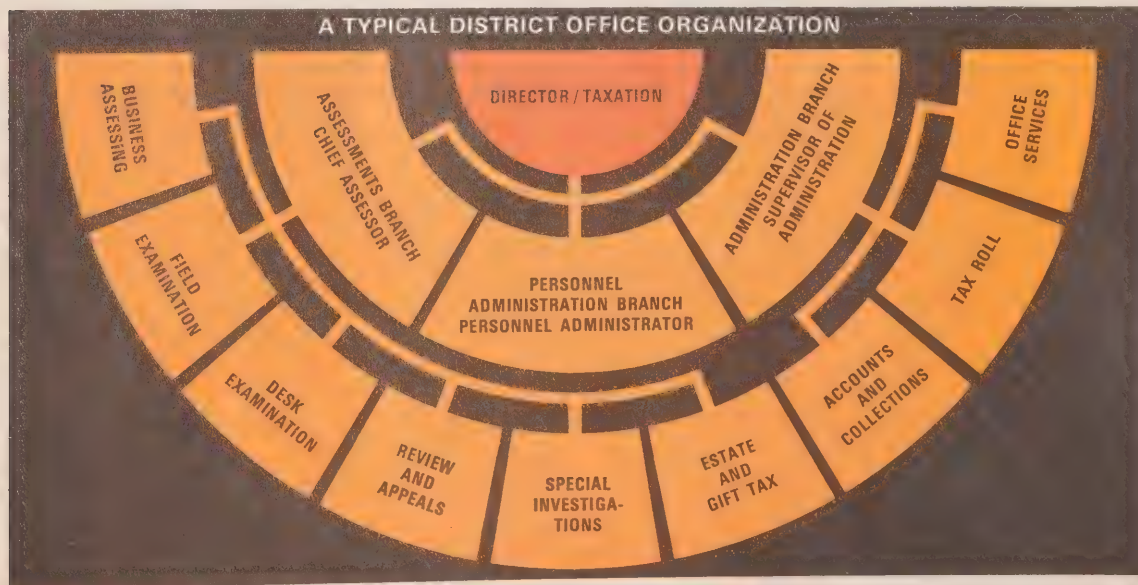 A TYPICAL DISTRICT OFFICE ORGANIZATION
DIRECTOR/TAXATION
ASSESSMENTS BRANCH
CHIEF ASSESSOR
PERSONNEL
ADMINISTRATION BRANCH
PERSONNEL ADMINISTRATOR
ADMINISTRATION BRANCH
SUPERVISOR OF
ADMINISTRATION
BUSINESS
ASSESSING
FIELD
EXAMINATION
DESK
EXAMINATION
REVIEW
AND
APPEALS
SPECIAL
INVESTIGA-
TIONS
ESTATE
AND
GIFT TAX
ACCOUNTS
AND
COLLECTIONS
TAX ROLL
OFFICE
SERVICES